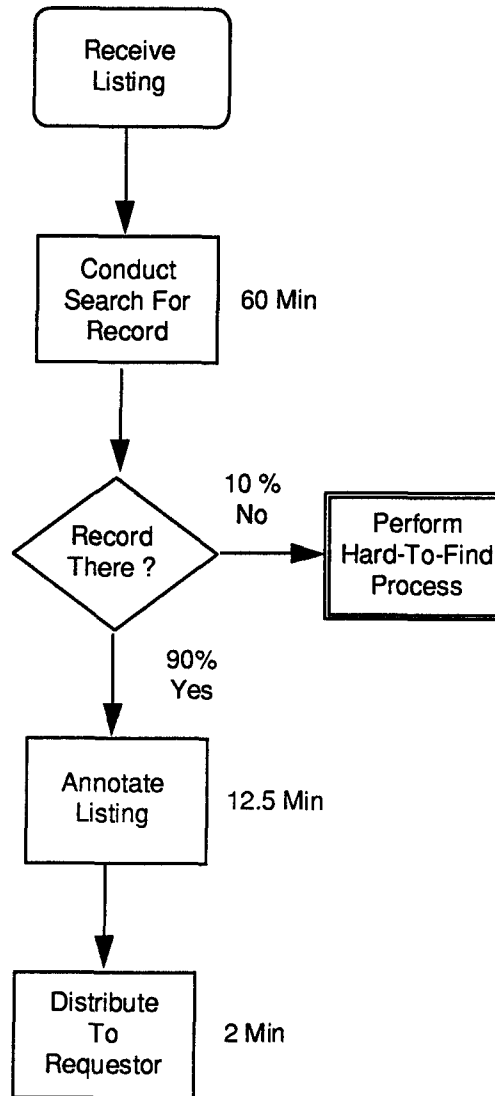 Receive
Listing
Conduct
Search For
Record
60 Min
Record
There ?
10 %
No
Perform
Hard-To-Find
Process
90%
Yes
Annotate
Listing
12.5 Min
Distribute
To
Requestor
2 Min